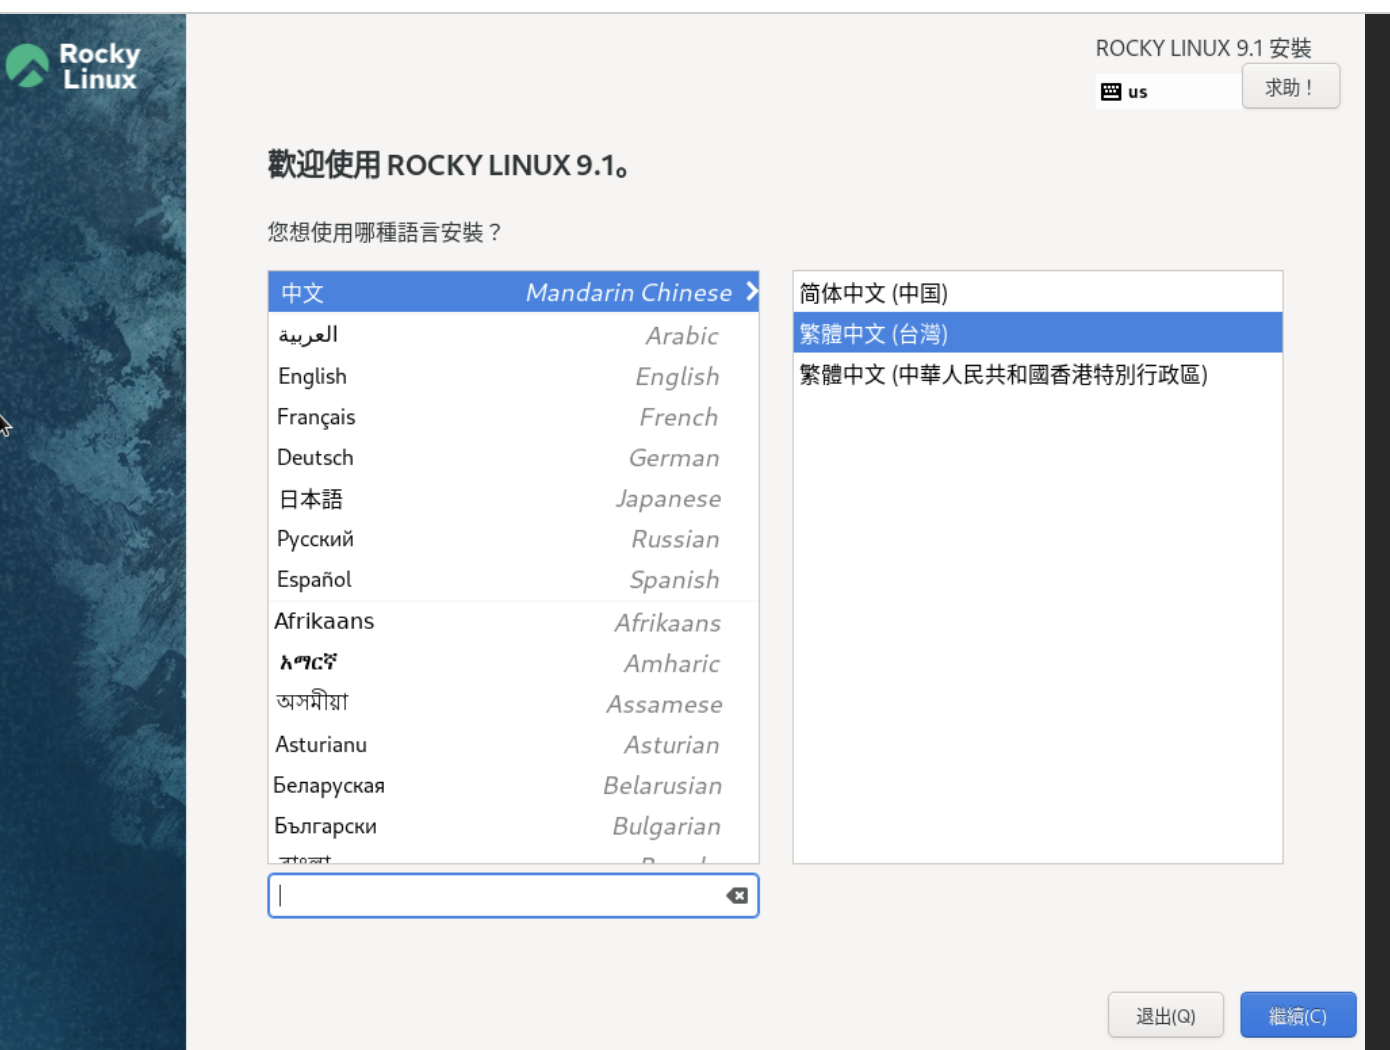 Rocky
Linux
ROCKY LINUX 9.1 安裝
us
求助！
歡迎使用 ROCKY LINUX 9.1。
您想使用哪種語言安裝？
中文 Mandarin Chinese
العربية Arabic
English English
Français French
Deutsch German
日本語 Japanese
Русский Russian
Español Spanish
Afrikaans Afrikaans
አማርኛ Amharic
অসমীয়া Assamese
Asturianu Asturian
Беларуская Belarusian
Български Bulgarian
简体中文 (中国)
繁體中文 (台灣)
繁體中文 (中華人民共和國香港特別行政區)
退出(Q)
繼續(C)